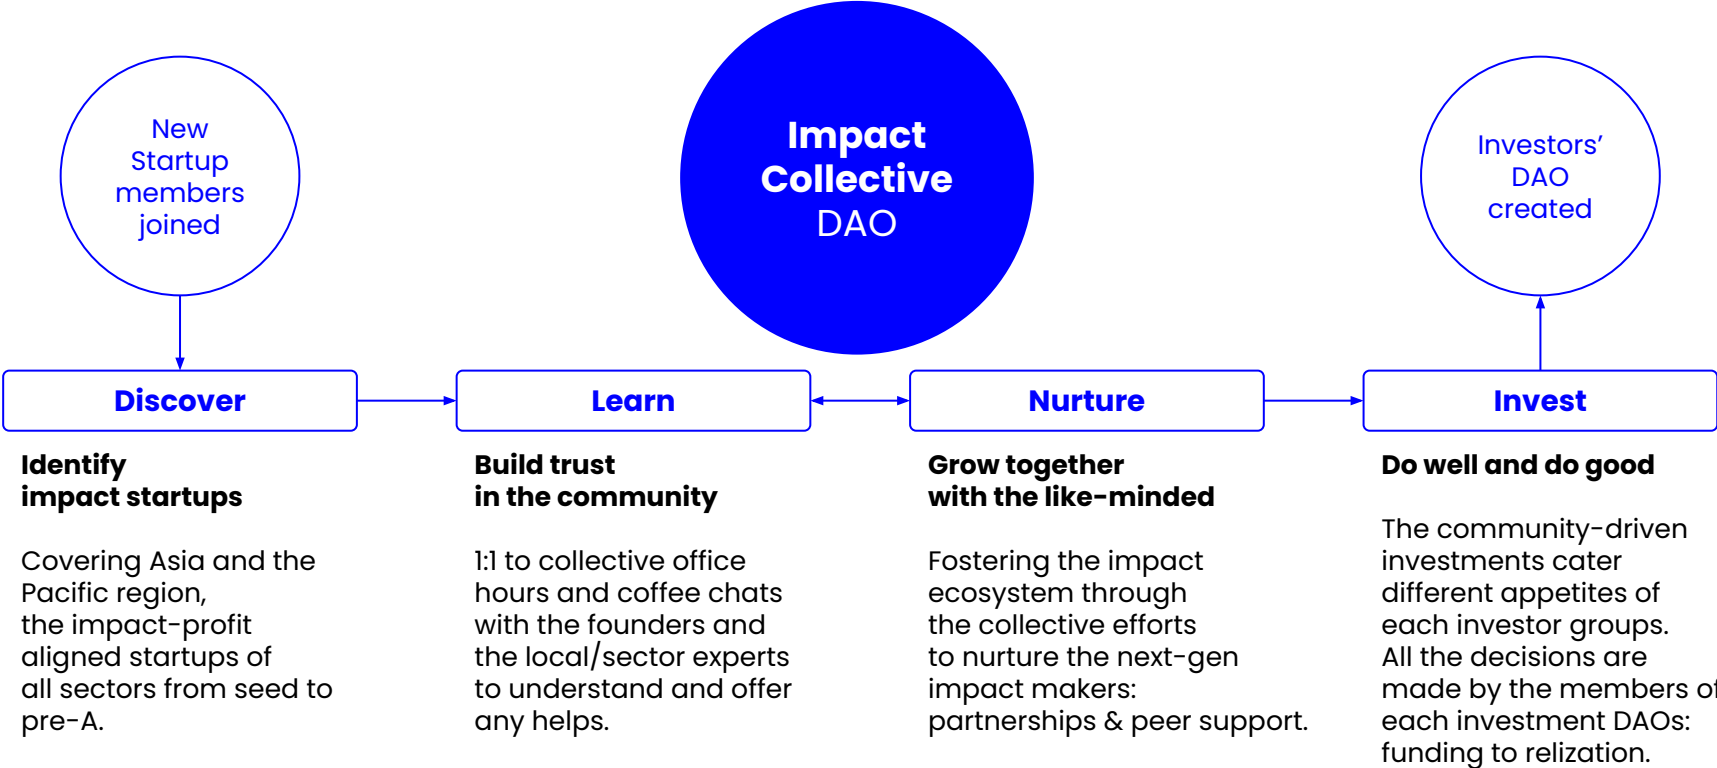 New
Startup
members
joined
Impact
Collective
DAO
Investors’
DAO
created
Discover
Learn
Nurture
Invest
Identify
impact startups
Covering Asia and the
Pacific region,
the impact-profit
aligned startups of
all sectors from seed to
pre-A.
Build trust
in the community
1:1 to collective office
hours and coffee chats
with the founders and
the local/sector experts
to understand and offer
any helps.
Grow together
with the like-minded
Fostering the impact
ecosystem through
the collective efforts
to nurture the next-gen
impact makers:
partnerships & peer support.
Do well and do good
The community-driven
investments cater
different appetites of
each investor groups.
All the decisions are
made by the members of
each investment DAOs:
funding to relization.